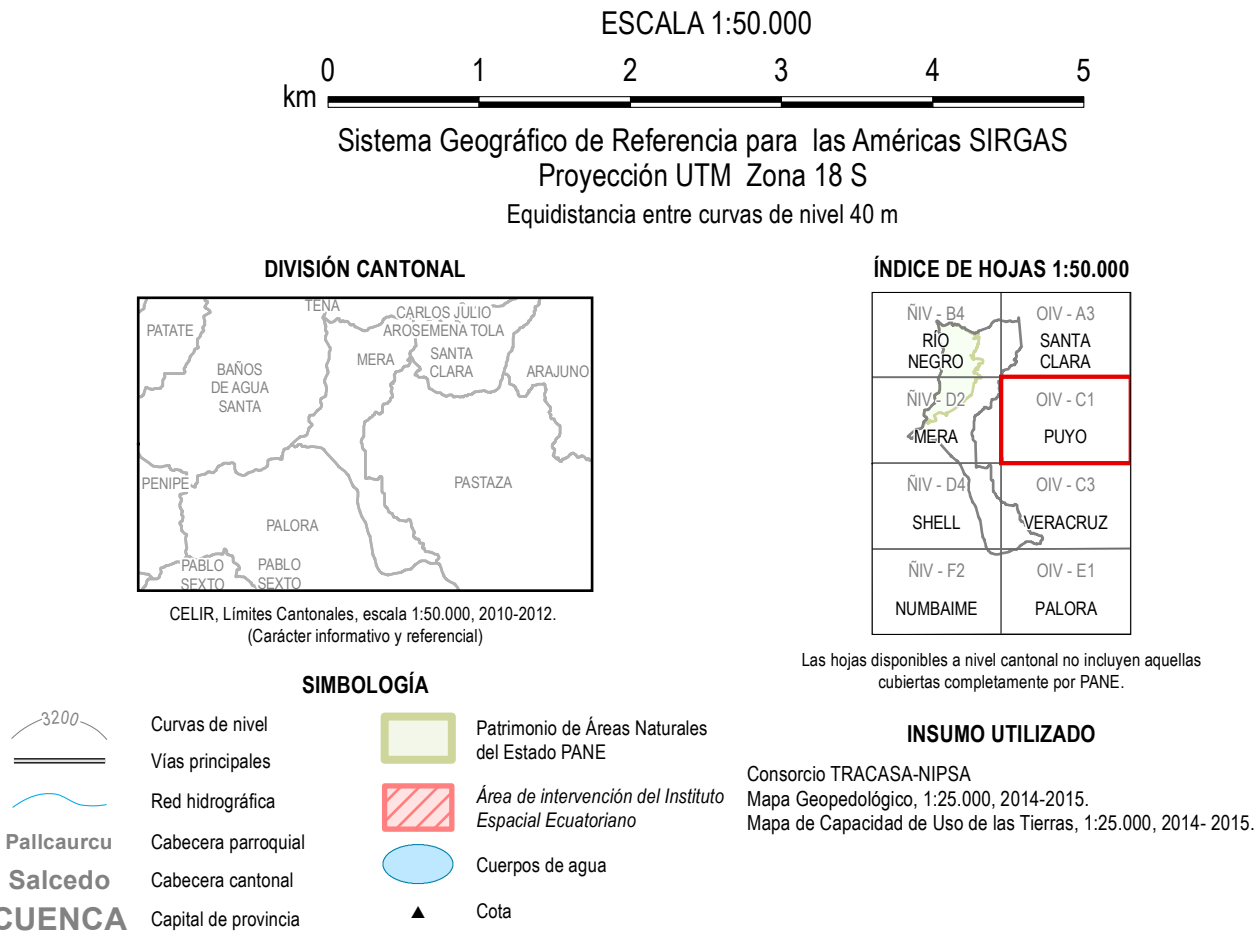 ESCALA 1:50.000
0 1 2 3 4 5
km
Sistema Geográfico de Referencia para las Américas SIRGAS
Proyección UTM Zona 18 S
Equidistancia entre curvas de nivel 40 m
DIVISIÓN CANTONAL
TENA
PATATE
CARLOS JULIO
AROSEMENA TOLA
MERA
SANTA
CLARA
ARAJUNO
BAÑOS
DE AGUA
SANTA
PENIPE
PASTAZA
PALORA
PABLO
SEXTO
PABLO
SEXTO
CELIR, Límites Cantonales, escala 1:50.000, 2010-2012.
(Carácter informativo y referencial)
ÍNDICE DE HOJAS 1:50.000
ÑIV - B4
RÍO
NEGRO
OIV - A3
SANTA
CLARA
ÑIV - D2
MERA
OIV - C1
PUYO
ÑIV - D4
SHELL
OIV - C3
VERACRUZ
ÑIV - F2
NUMBAIME
OIV - E1
PALORA
Las hojas disponibles a nivel cantonal no incluyen aquellas
cubiertas completamente por PANE.
SIMBOLOGÍA
3200
Curvas de nivel
Vías principales
Red hidrográfica
Pallcaurcu
Cabecera parroquial
Salcedo
Cabecera cantonal
CUENCA
Capital de provincia
Patrimonio de Áreas Naturales
del Estado PANE
Área de intervención del Instituto
Espacial Ecuatoriano
Cuerpos de agua
Cota
INSUMO UTILIZADO
Consorcio TRACASA-NIPSA
Mapa Geopedológico, 1:25.000, 2014-2015.
Mapa de Capacidad de Uso de las Tierras, 1:25.000, 2014- 2015.